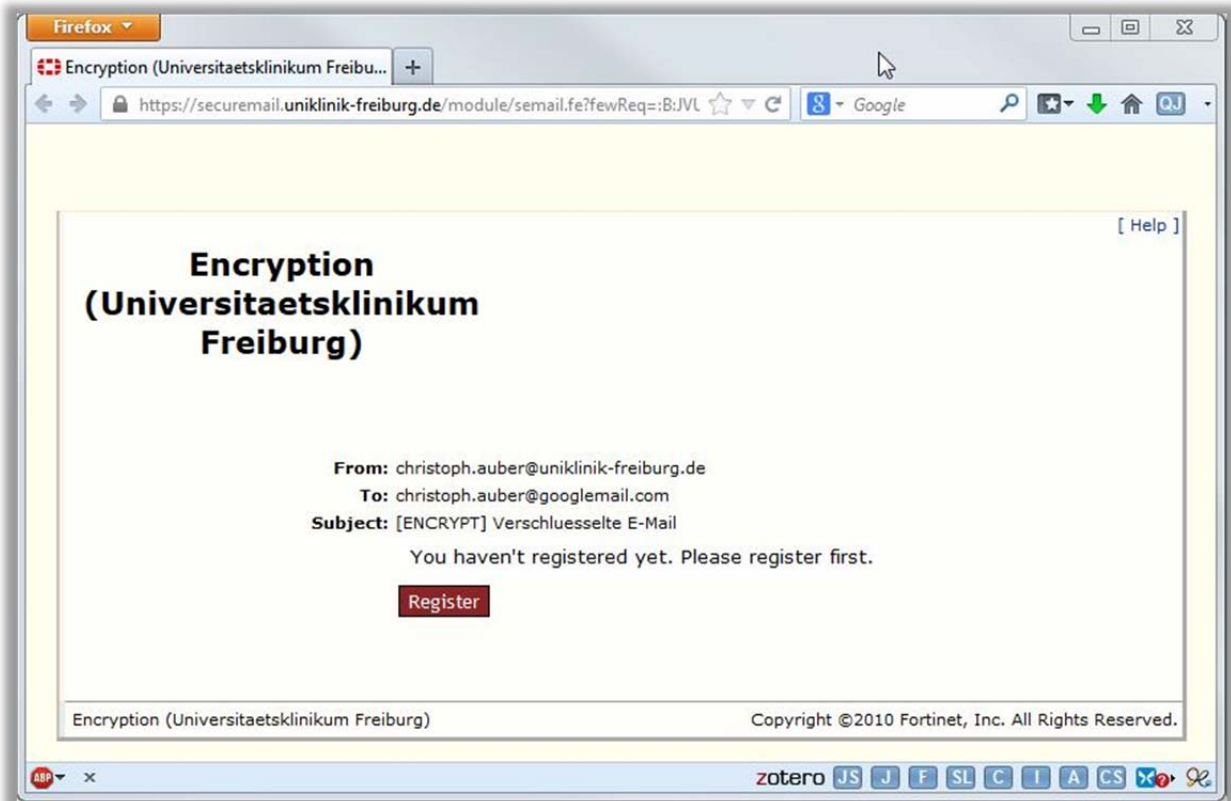 Firefox
Encryption (Universitaetsklinikum Freibu...
https://securemail.uniklinik-freiburg.de/module/semail.fe?fewReq=:B:JVL
Google
QJ
[ Help ]
Encryption
(Universitaetsklinikum
Freiburg)
From: christoph.auber@uniklinik-freiburg.de
To: christoph.auber@googlemail.com
Subject: [ENCRYPT] Verschluesselte E-Mail
You haven't registered yet. Please register first.
Register
Encryption (Universitaetsklinikum Freiburg) Copyright ©2010 Fortinet, Inc. All Rights Reserved.
ABP x zotero JS J F SL C I A CS